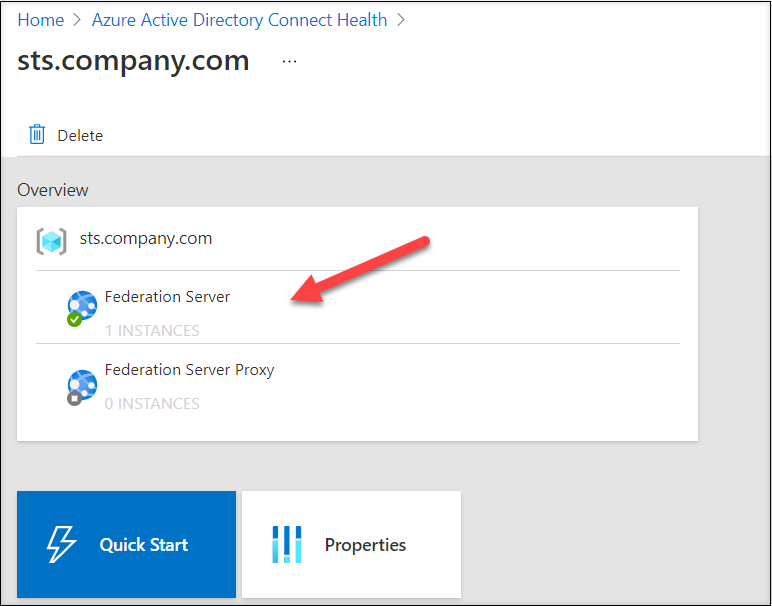 Home > Azure Active Directory Connect Health >
sts.company.com ...
Delete
Overview
sts.company.com
Federation Server
1 INSTANCES
Federation Server Proxy
0 INSTANCES
Quick Start
Properties